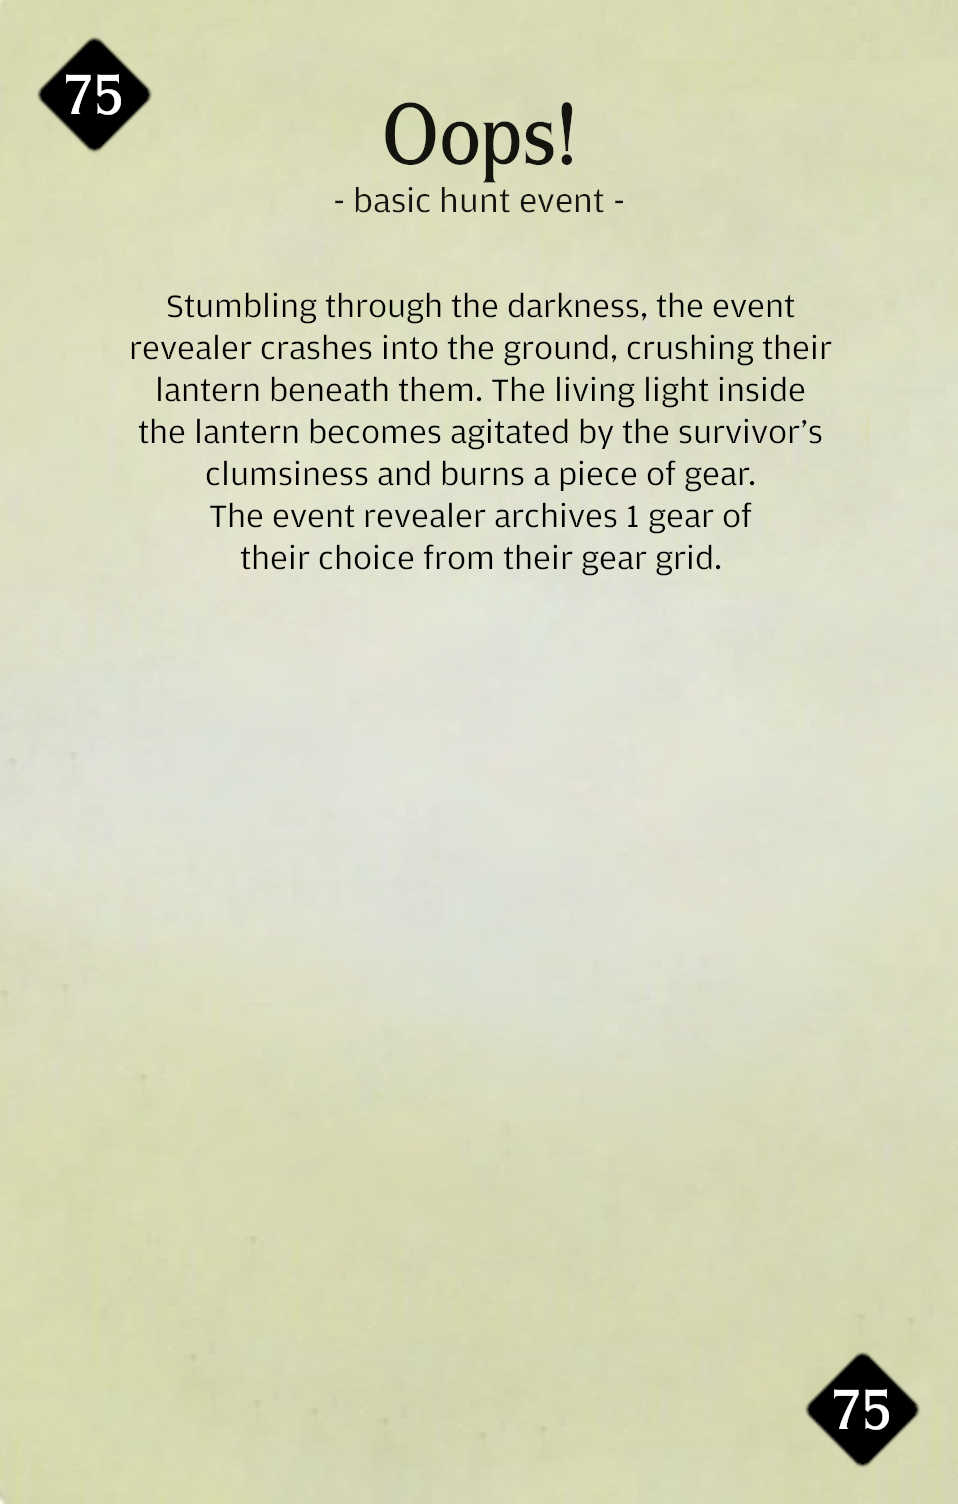 75
Oops!
- basic hunt event -
Stumbling through the darkness, the event
revealer crashes into the ground, crushing their
lantern beneath them. The living light inside
the lantern becomes agitated by the survivor’s
clumsiness and burns a piece of gear.
The event revealer archives 1 gear of
their choice from their gear grid.
75